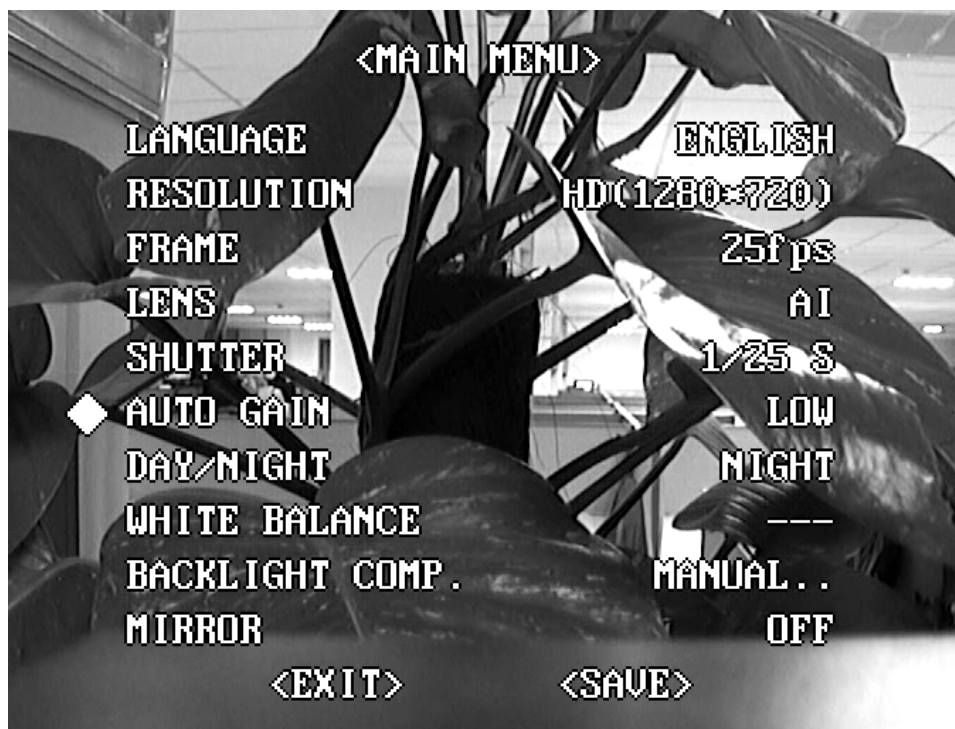 <MAIN MENU>
LANGUAGE ENGLISH
RESOLUTION HD(1280×720)
FRAME 25fps
LENS AI
SHUTTER 1/25 S
AUTO GAIN LOW
DAY/NIGHT NIGHT
WHITE BALANCE ---
BACKLIGHT COMP. MANUAL..
MIRROR OFF
<EXIT> <SAVE>